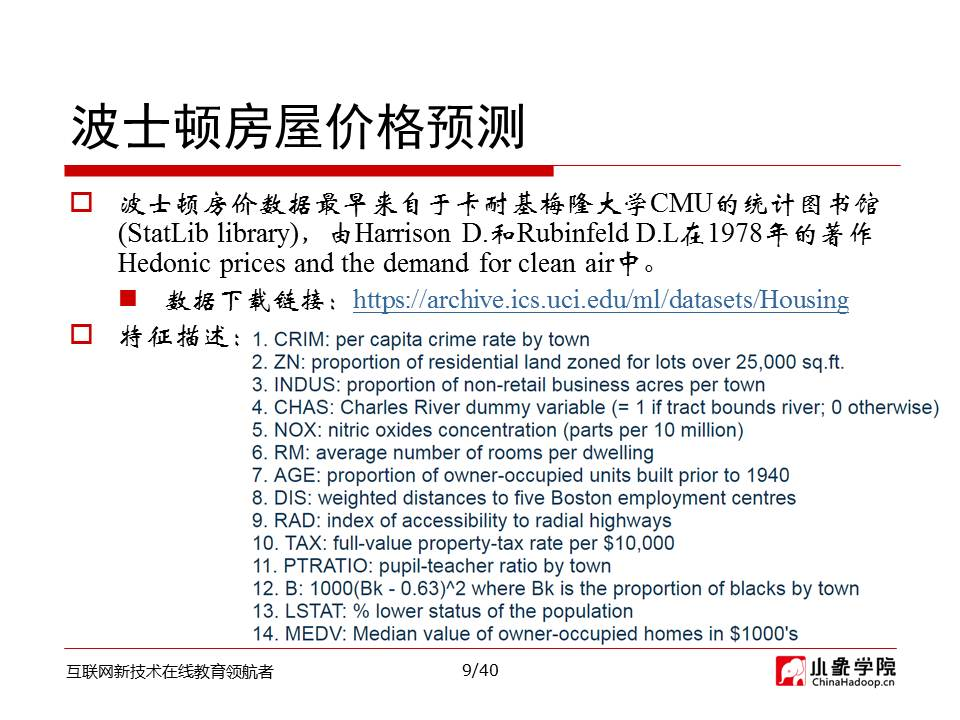 波士顿房屋价格预测
波士顿房价数据最早来自于卡耐基梅隆大学CMU的统计图书馆
(StatLib library)，由Harrison D.和Rubinfeld D.L在1978年的著作
Hedonic prices and the demand for clean air中。
数据下载链接：https://archive.ics.uci.edu/ml/datasets/Housing
特征描述：
1. CRIM: per capita crime rate by town
2. ZN: proportion of residential land zoned for lots over 25,000 sq.ft.
3. INDUS: proportion of non-retail business acres per town
4. CHAS: Charles River dummy variable (= 1 if tract bounds river; 0 otherwise)
5. NOX: nitric oxides concentration (parts per 10 million)
6. RM: average number of rooms per dwelling
7. AGE: proportion of owner-occupied units built prior to 1940
8. DIS: weighted distances to five Boston employment centres
9. RAD: index of accessibility to radial highways
10. TAX: full-value property-tax rate per $10,000
11. PTRATIO: pupil-teacher ratio by town
12. B: 1000(Bk - 0.63)^2 where Bk is the proportion of blacks by town
13. LSTAT: % lower status of the population
14. MEDV: Median value of owner-occupied homes in $1000's
互联网新技术在线教育领航者
9/40
小象学院
ChinaHadoop.cn